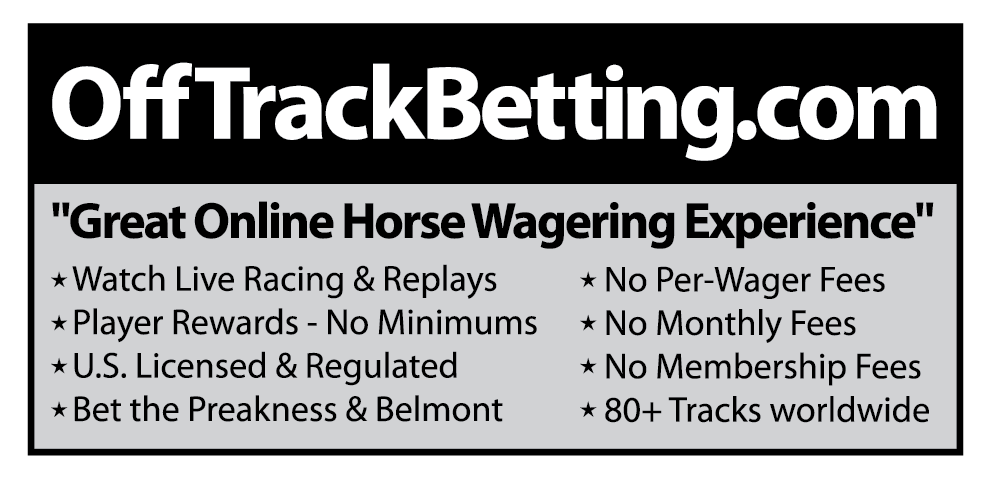 OffTrackBetting.com
"Great Online Horse Wagering Experience"
★ Watch Live Racing & Replays
★ Player Rewards - No Minimums
★ U.S. Licensed & Regulated
★ Bet the Preakness & Belmont
★ No Per-Wager Fees
★ No Monthly Fees
★ No Membership Fees
★ 80+ Tracks worldwide